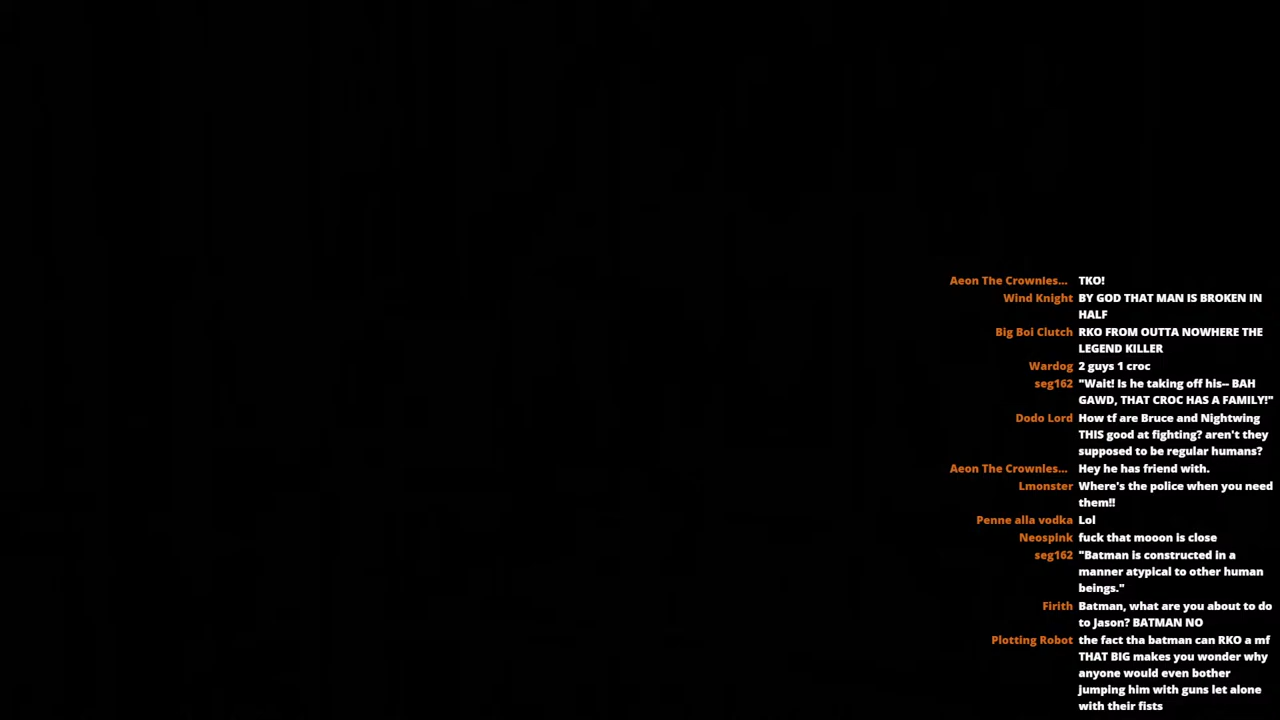 Aeon The Crownles... TKO!
Wind Knight BY GOD THAT MAN IS BROKEN IN
HALF
Big Boi Clutch RKO FROM OUTTA NOWHERE THE
LEGEND KILLER
Wardog 2 guys 1 croc
seg162 "Wait! Is he taking off his-- BAH
GAWD, THAT CROC HAS A FAMILY!"
Dodo Lord How tf are Bruce and Nightwing
THIS good at fighting? aren't they
supposed to be regular humans?
Aeon The Crownles... Hey he has friend with.
Lmonster Where's the police when you need
them!!
Penne alla vodka Lol
Neospink fuck that mooon is close
seg162 "Batman is constructed in a
manner atypical to other human
beings."
Firith Batman, what are you about to do
to Jason? BATMAN NO
Plotting Robot the fact tha batman can RKO a mf
THAT BIG makes you wonder why
anyone would even bother
jumping him with guns let alone
with their fists